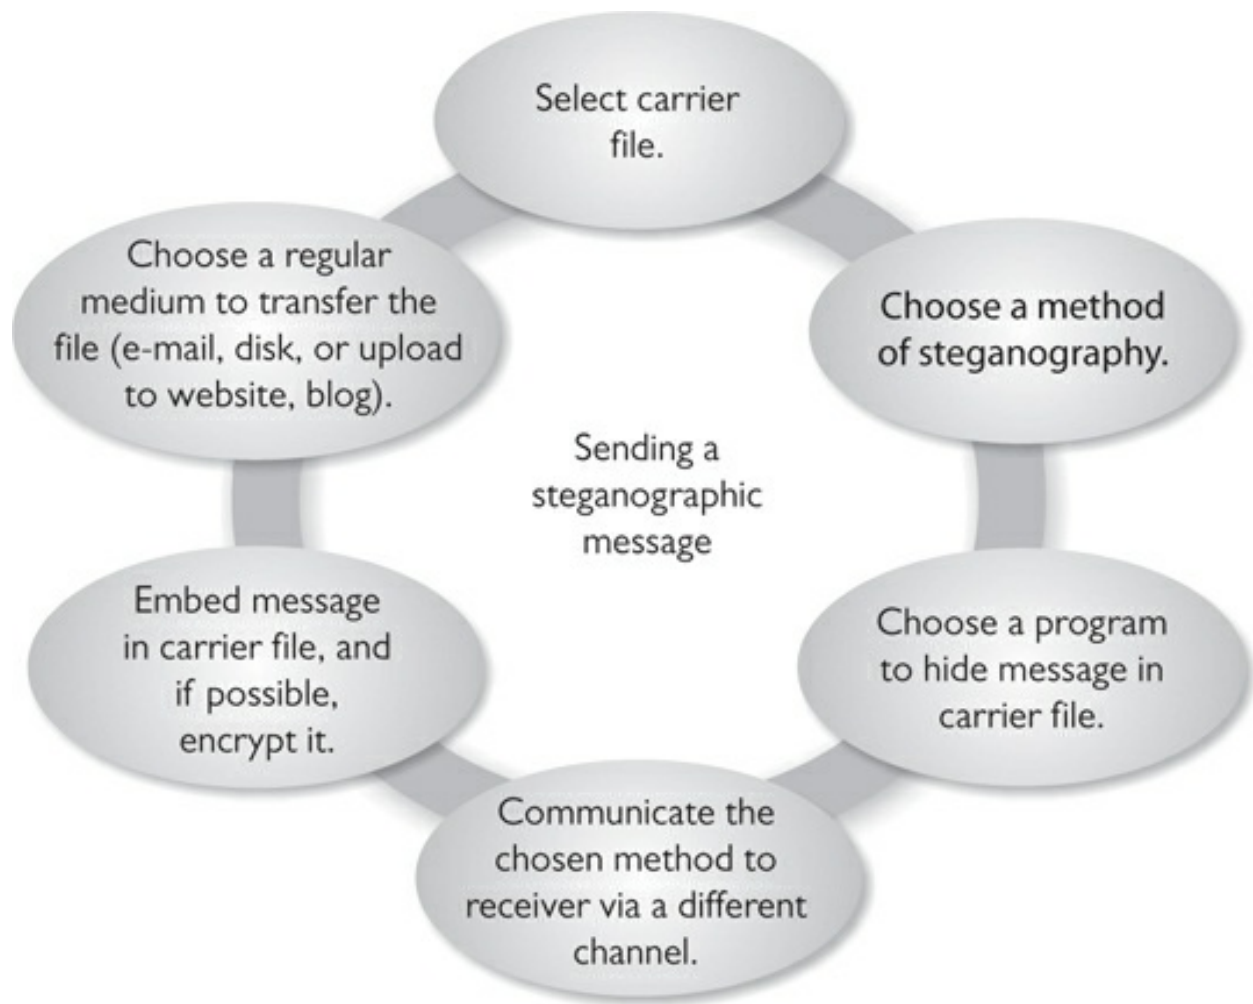 Select carrier
file.
Choose a method
of steganography.
Choose a program
to hide message in
carrier file.
Communicate the
chosen method to
receiver via a different
channel.
Embed message
in carrier file, and
if possible,
encrypt it.
Choose a regular
medium to transfer the
file (e-mail, disk, or upload
to website, blog).
Sending a
steganographic
message